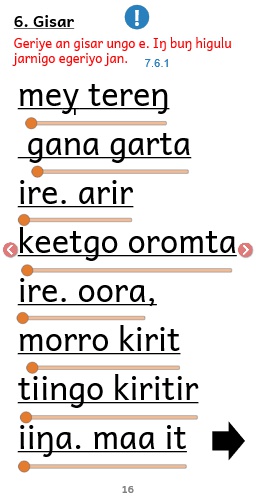 6. Gisar
!
Geriye an gisar ungo e. Iŋ buŋ higulu
jarnigo egeriyo jan.
7.6.1
mey tereŋ
gana garta
ire. arir
keetgo oromta
ire. oora,
morro kirit
tiingo kiritir
iiŋa. maa it
16